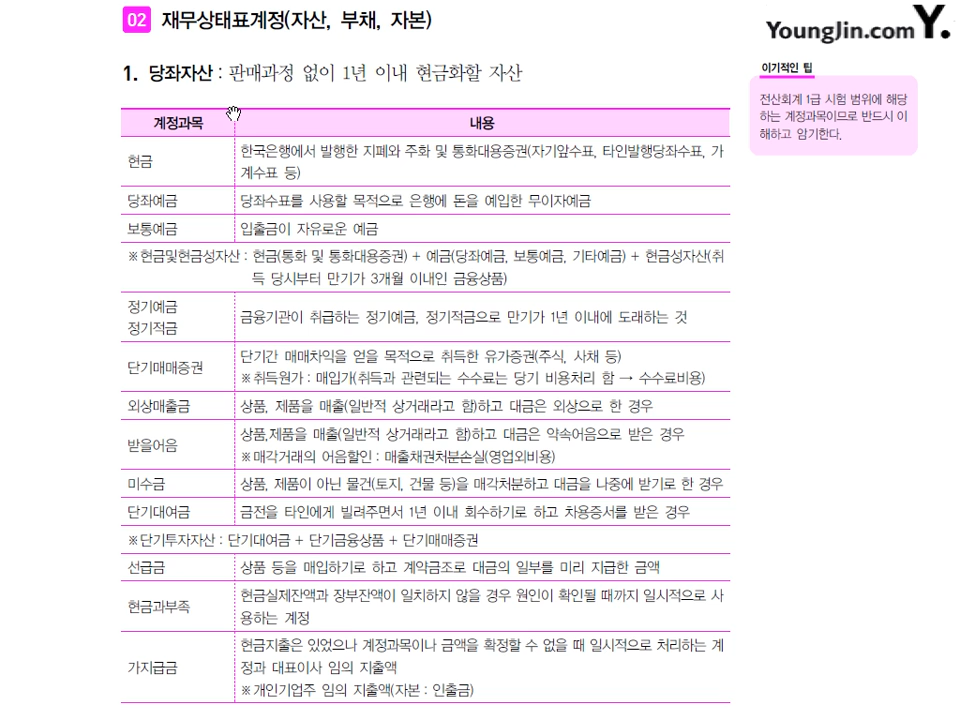 02 재무상태표계정(자산, 부채, 자본)
YoungJin.com Y.
1. 당좌자산 : 판매과정 없이 1년 이내 현금화할 자산
이기적인 팁
전산회계 1급 시험 범위에 해당
하는 계정과목이므로 반드시 이
해하고 암기한다.
계정과목 내용
현금
한국은행에서 발행한 지폐와 주화 및 통화대용증권(자기앞수표, 타인발행당좌수표, 가
계수표 등)
당좌예금 당좌수표를 사용할 목적으로 은행에 돈을 예입한 무이자예금
보통예금 입출금이 자유로운 예금
※현금및현금성자산 : 현금(통화 및 통화대용증권) + 예금(당좌예금, 보통예금, 기타예금) + 현금성자산(취
득 당시부터 만기가 3개월 이내인 금융상품)
정기예금
정기적금
금융기관이 취급하는 정기예금, 정기적금으로 만기가 1년 이내에 도래하는 것
단기매매증권
단기간 매매차익을 얻을 목적으로 취득한 유가증권(주식, 사채 등)
※취득원가 : 매입가(취득과 관련되는 수수료는 당기 비용처리 함 → 수수료비용)
외상매출금 상품, 제품을 매출(일반적 상거래라고 함)하고 대금은 외상으로 한 경우
받을어음
상품,제품을 매출(일반적 상거래라고 함)하고 대금은 약속어음으로 받은 경우
※매각거래의 어음할인 : 매출채권처분손실(영업외비용)
미수금 상품, 제품이 아닌 물건(토지, 건물 등)을 매각처분하고 대금을 나중에 받기로 한 경우
단기대여금 금전을 타인에게 빌려주면서 1년 이내 회수하기로 하고 차용증서를 받은 경우
※단기투자자산 : 단기대여금 + 단기금융상품 + 단기매매증권
선급금 상품 등을 매입하기로 하고 계약금조로 대금의 일부를 미리 지급한 금액
현금과부족
현금실제잔액과 장부잔액이 일치하지 않을 경우 원인이 확인될 때까지 일시적으로 사
용하는 계정
가지급금
현금지출은 있었으나 계정과목이나 금액을 확정할 수 없을 때 일시적으로 처리하는 계
정과 대표이사 임의 지출액
※개인기업주 임의 지출액(자본 : 인출금)